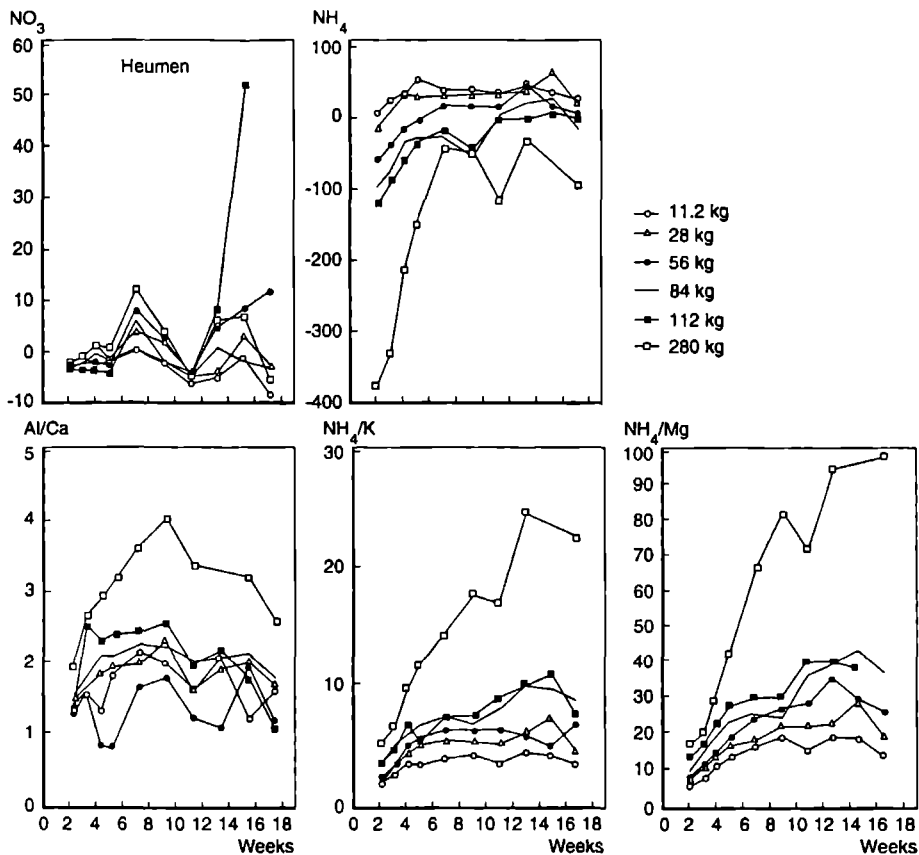 NO3
60
50
40
30
20
10
0
-10
Heumen
NH4
100
0
-100
-200
-300
-400
11.2 kg
28 kg
56 kg
84 kg
112 kg
280 kg
Al/Ca
5
4
3
2
1
0
0 2 4 6 8 10 12 14 16 18
Weeks
NH4/K
30
20
10
0
0 2 4 6 8 10 12 14 16 18
Weeks
NH4/Mg
100
90
80
70
60
50
40
30
20
10
0
0 2 4 6 8 10 12 14 16 18
Weeks